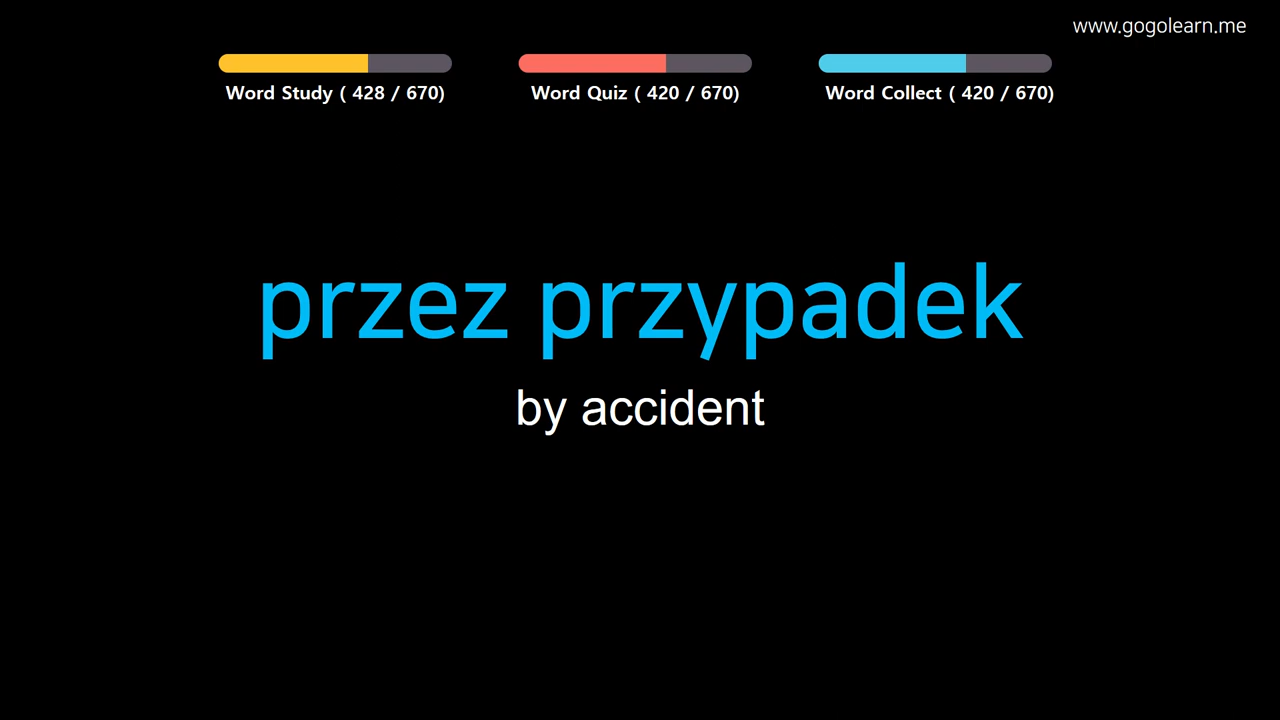 www.gogolearn.me
Word Study ( 428 / 670)
Word Quiz ( 420 / 670)
Word Collect ( 420 / 670)
przez przypadek
by accident